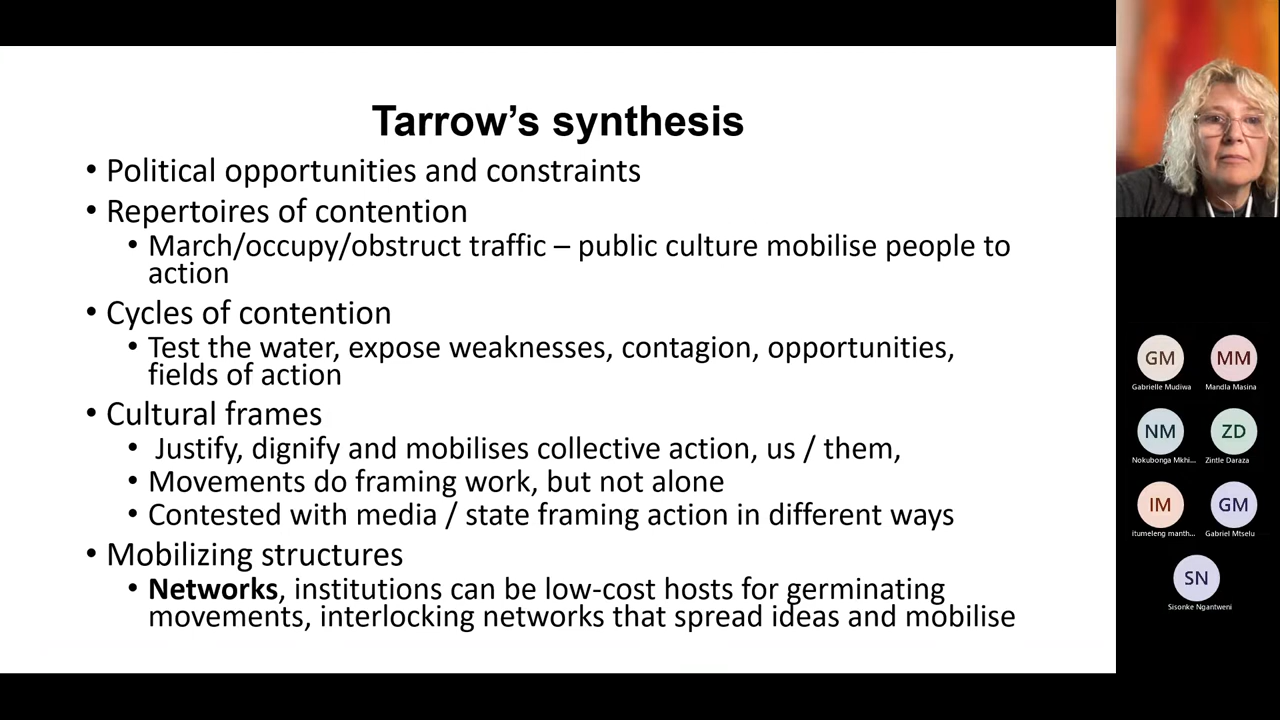 Tarrow's synthesis
• Political opportunities and constraints
• Repertoires of contention
• March/occupy/obstruct traffic – public culture mobilise people to
action
• Cycles of contention
• Test the water, expose weaknesses, contagion, opportunities,
fields of action
• Cultural frames
• Justify, dignify and mobilises collective action, us / them,
• Movements do framing work, but not alone
• Contested with media / state framing action in different ways
• Mobilizing structures
• Networks, institutions can be low-cost hosts for germinating
movements, interlocking networks that spread ideas and mobilise
GM MM
Gabrielle Mudiwa Mandla Masina
NM ZD
Nokubonga Mkhi... Zintle Daraza
IM GM
itumeleng manth... Gabriel Mtselu
SN
Sisonke Ngantweni